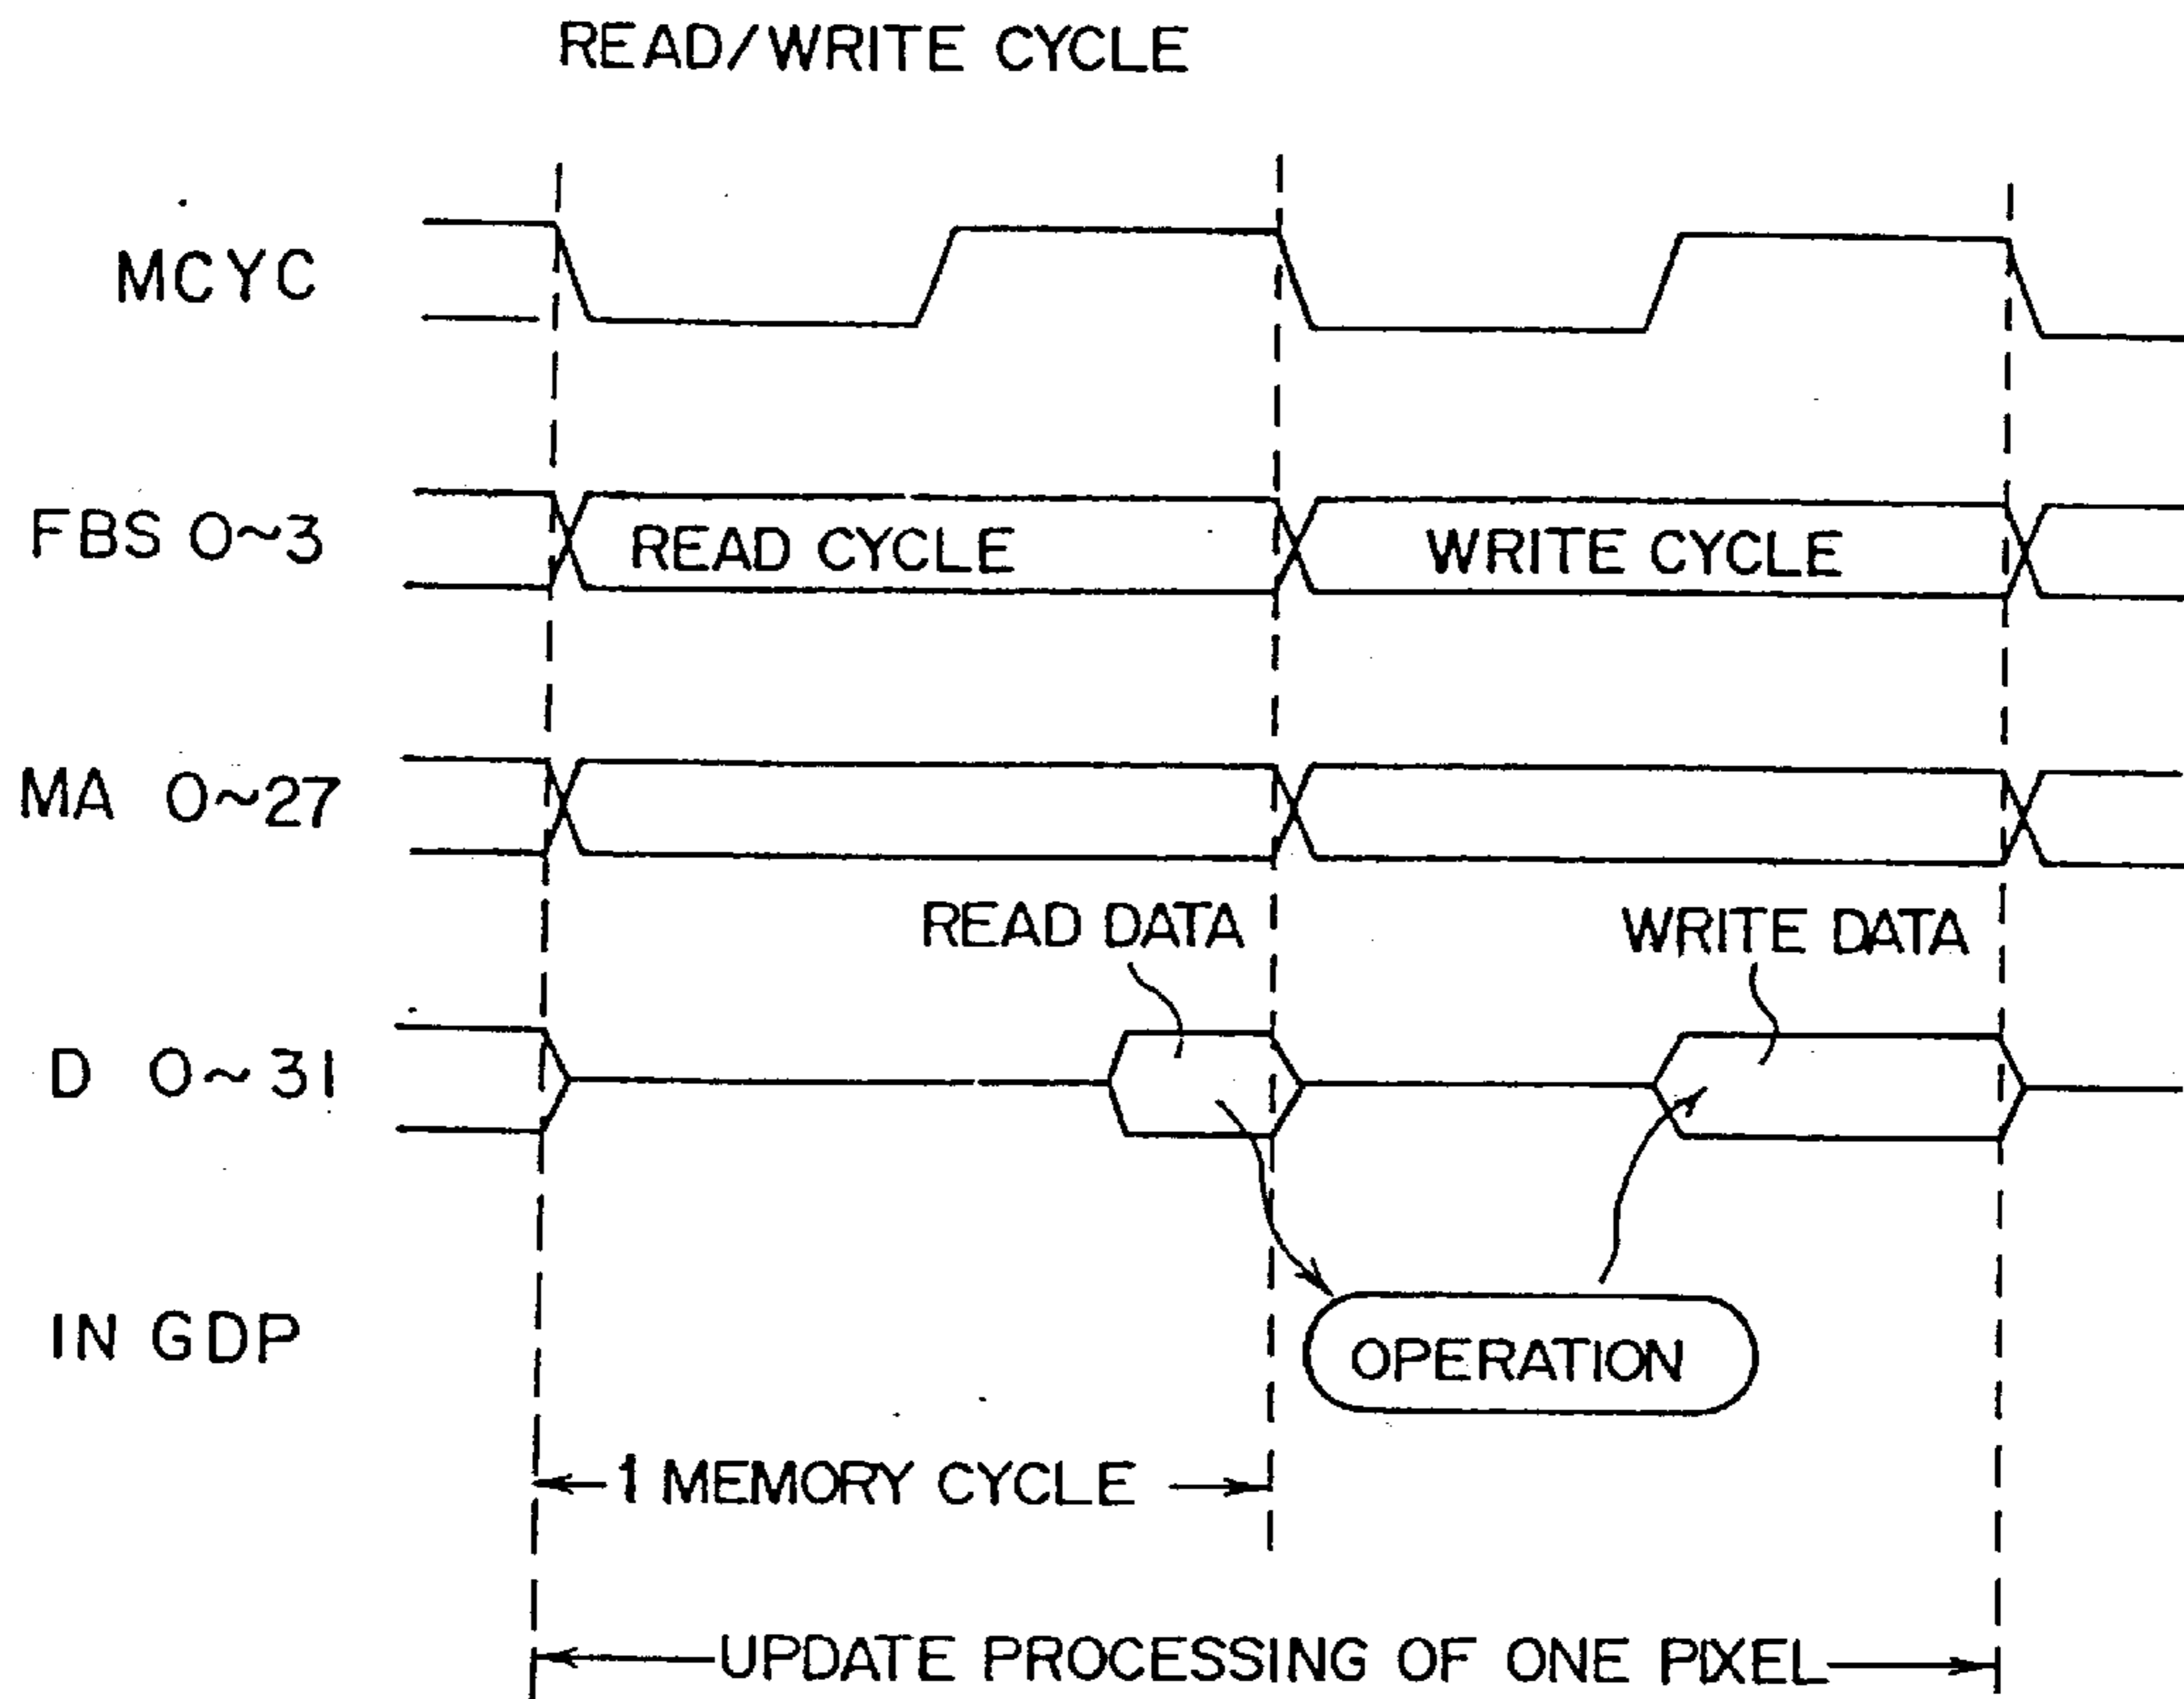 READ/WRITE CYCLE
MCYC
FBS 0~3
READ CYCLE
WRITE CYCLE
MA 0~27
READ DATA
WRITE DATA
D 0~31
IN GDP
OPERATION
1 MEMORY CYCLE
UPDATE PROCESSING OF ONE PIXEL